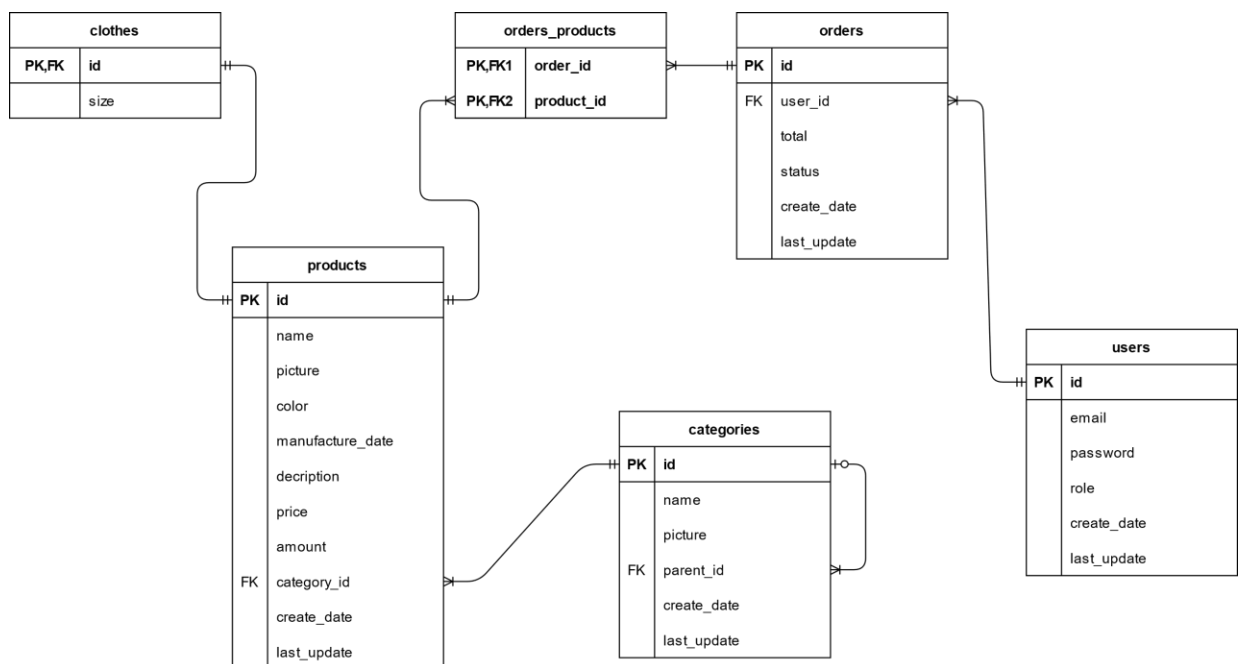 clothes
PK,FK id
size
orders_products
PK,FK1 order_id
PK,FK2 product_id
orders
PK id
FK user_id
total
status
create_date
last_update
products
PK id
name
picture
color
manufacture_date
decription
price
amount
FK category_id
create_date
last_update
categories
PK id
name
picture
FK parent_id
create_date
last_update
users
PK id
email
password
role
create_date
last_update